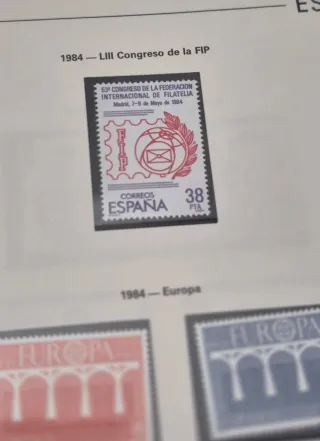 ES
1984 — LIII Congreso de la FIP
53º CONGRESO DE LA FEDERACION
INTERNACIONAL DE FILATELIA
Madrid, 7-9 de Mayo de 1984
FIP
CORREOS
ESPAÑA
38
PTA
1984 — Europa
EUROPA
EUROPA